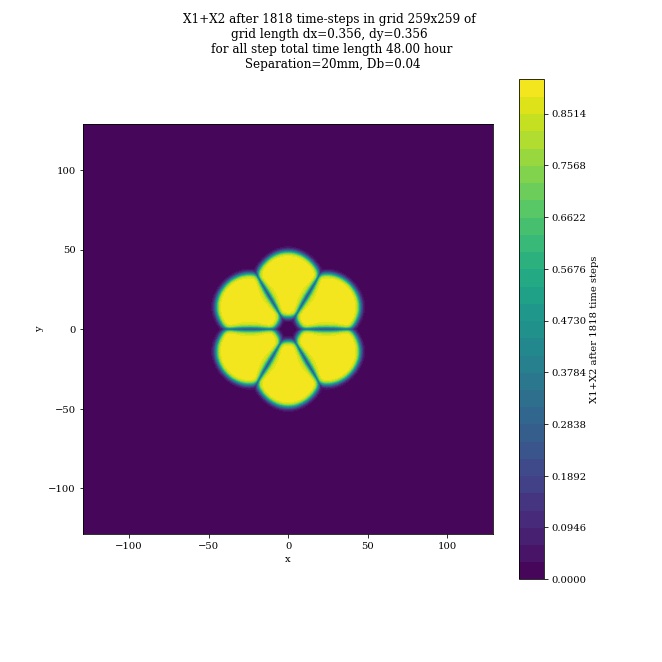 X1+X2 after 1818 time-steps in grid 259x259 of
grid length dx=0.356, dy=0.356
for all step total time length 48.00 hour
Separation=20mm, Db=0.04
100
50
0
−50
−100
y
−100
−50
0
50
100
x
0.8514
0.7568
0.6622
0.5676
0.4730
0.3784
0.2838
0.1892
0.0946
0.0000
X1+X2 after 1818 time steps